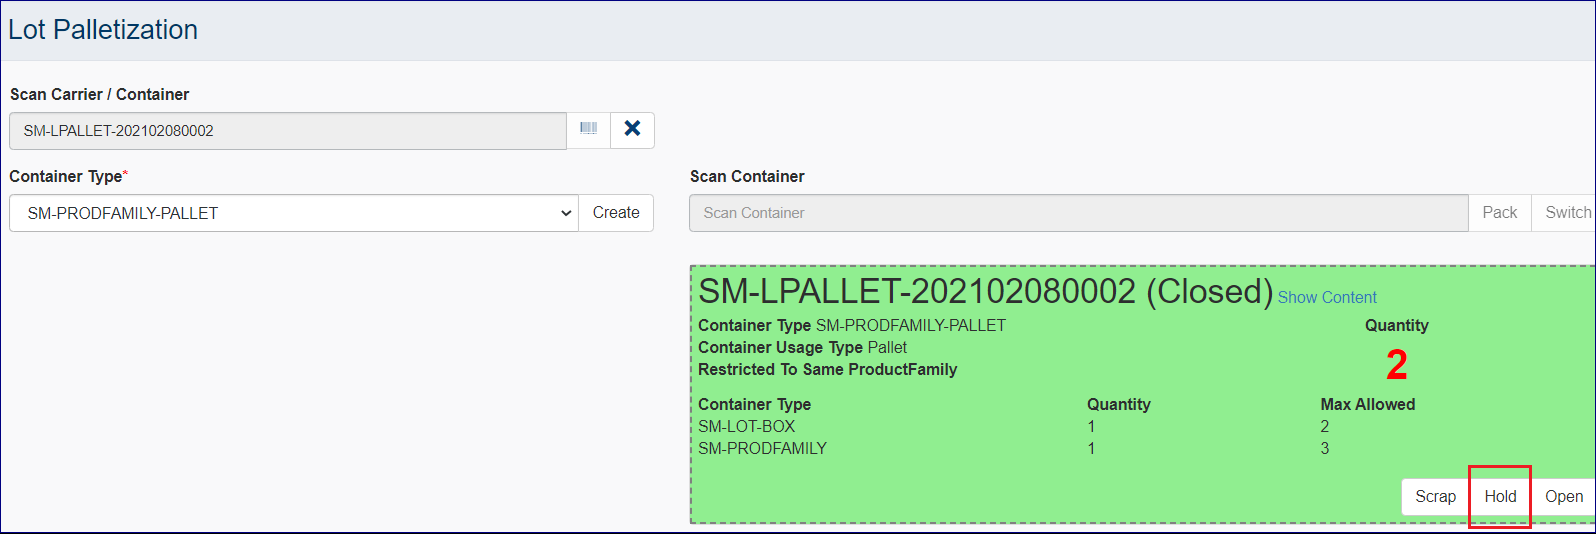 Lot Palletization
Scan Carrier / Container
SM-LPALLET-202102080002
Container Type*
SM-PRODFAMILY-PALLET Create
Scan Container
Scan Container Pack Switch
SM-LPALLET-202102080002 (Closed) Show Content
Container Type SM-PRODFAMILY-PALLET Quantity
Container Usage Type Pallet
2
Restricted To Same ProductFamily
Container Type Quantity Max Allowed
SM-LOT-BOX 1 2
SM-PRODFAMILY 1 3
Scrap Hold Open